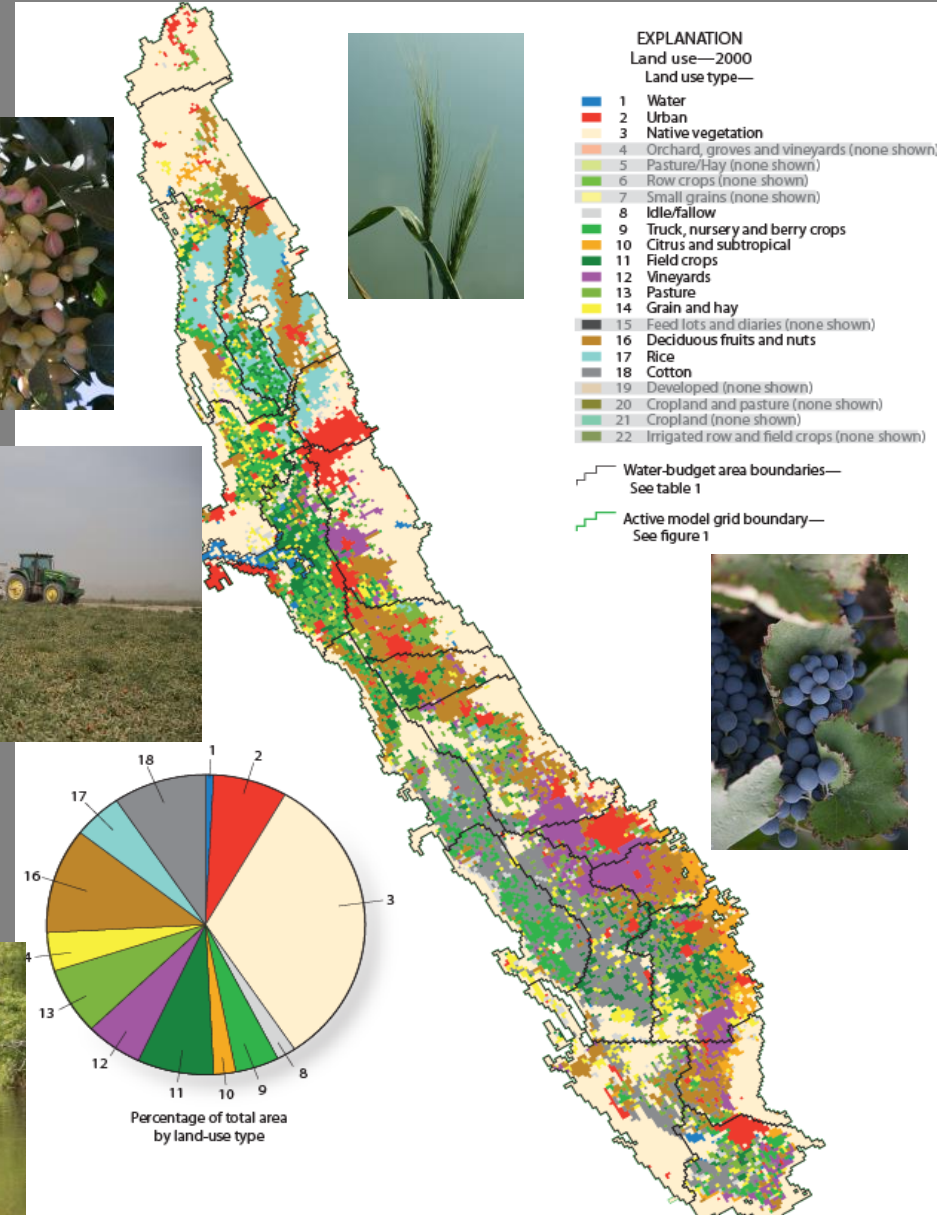 EXPLANATION
Land use—2000
Land use type—
1 Water
2 Urban
3 Native vegetation
4 Orchard, groves and vineyards (none shown)
5 Pasture/Hay (none shown)
6 Row crops (none shown)
7 Small grains (none shown)
8 Idle/fallow
9 Truck, nursery and berry crops
10 Citrus and subtropical
11 Field crops
12 Vineyards
13 Pasture
14 Grain and hay
15 Feed lots and diaries (none shown)
16 Deciduous fruits and nuts
17 Rice
18 Cotton
19 Developed (none shown)
20 Cropland and pasture (none shown)
21 Cropland (none shown)
22 Irrigated row and field crops (none shown)
Water-budget area boundaries—
See table 1
Active model grid boundary—
See figure 1
1
2
3
8
9
10
11
12
13
4
16
17
18
Percentage of total area
by land-use type